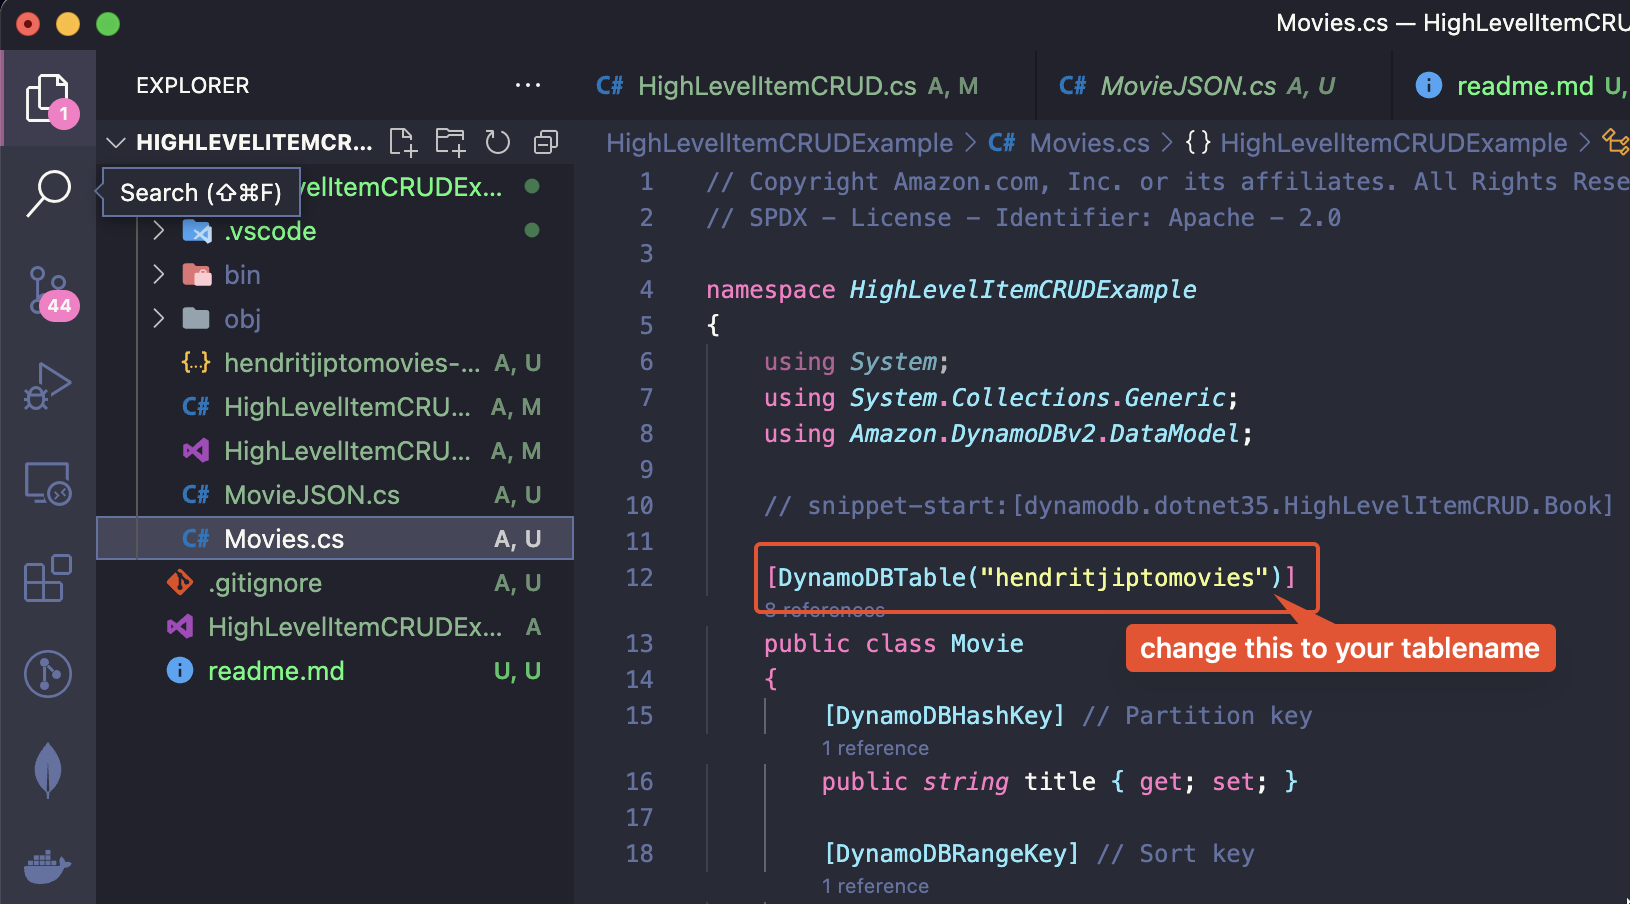 Movies.cs — HighLevelItemCRU
EXPLORER
···
C# HighLevelItemCRUD.cs A, M
C# MovieJSON.cs A, U
readme.md U,
1
HIGHLEVELITEMCR...
HighLevelItemCRUDExample > C# Movies.cs > {} HighLevelItemCRUDExample >
Search (⇧⌘F)
velItemCRUDEx...
.vscode
bin
obj
{...} hendritjiptomovies-... A, U
C# HighLevelItemCRU... A, M
HighLevelItemCRU... A, M
C# MovieJSON.cs A, U
C# Movies.cs A, U
.gitignore A, U
HighLevelItemCRUDEx... A
readme.md U, U
44
1 // Copyright Amazon.com, Inc. or its affiliates. All Rights Rese
2 // SPDX - License - Identifier: Apache - 2.0
3
4 namespace HighLevelItemCRUDExample
5 {
6 using System;
7 using System.Collections.Generic;
8 using Amazon.DynamoDBv2.DataModel;
9
10 // snippet-start:[dynamodb.dotnet35.HighLevelItemCRUD.Book]
11
12 [DynamoDBTable("hendritjiptomovies")]
8 references
13 public class Movie
change this to your tablename
14 {
15 [DynamoDBHashKey] // Partition key
1 reference
16 public string title { get; set; }
17
18 [DynamoDBRangeKey] // Sort key
1 reference